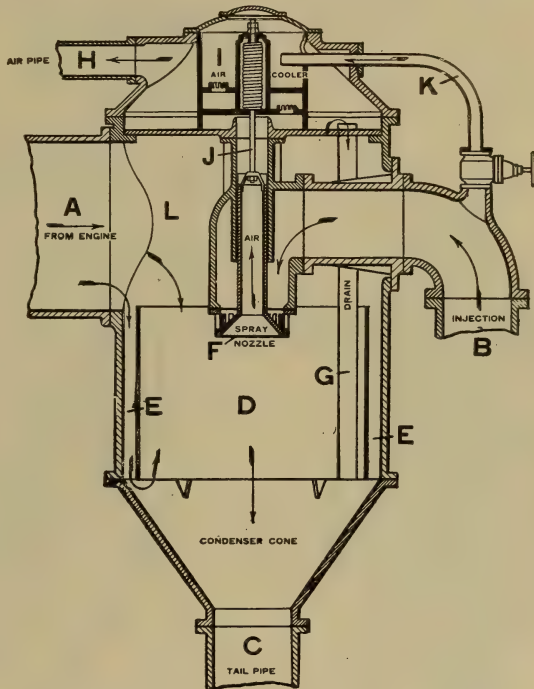 AIR PIPE
H
I
AIR
COOLER
K
J
A
FROM ENGINE
L
AIR
DRAIN
INJECTION
B
F
SPRAY
NOZZLE
G
E
D
E
CONDENSER CONE
C
TAIL PIPE